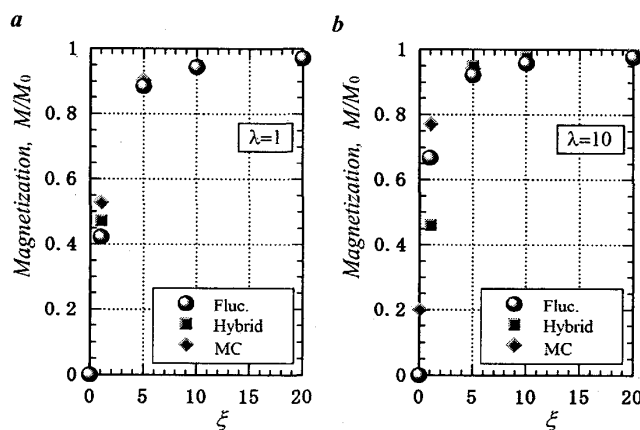 a
Magnetization, M/M₀
1
0. 8
0. 6
0. 4
0. 2
0
λ=1
Fluc.
Hybrid
MC
0 5 10 15 20
ξ
b
Magnetization, M/M₀
1
0. 8
0. 6
0. 4
0. 2
0
λ=10
Fluc.
Hybrid
MC
0 5 10 15 20
ξ